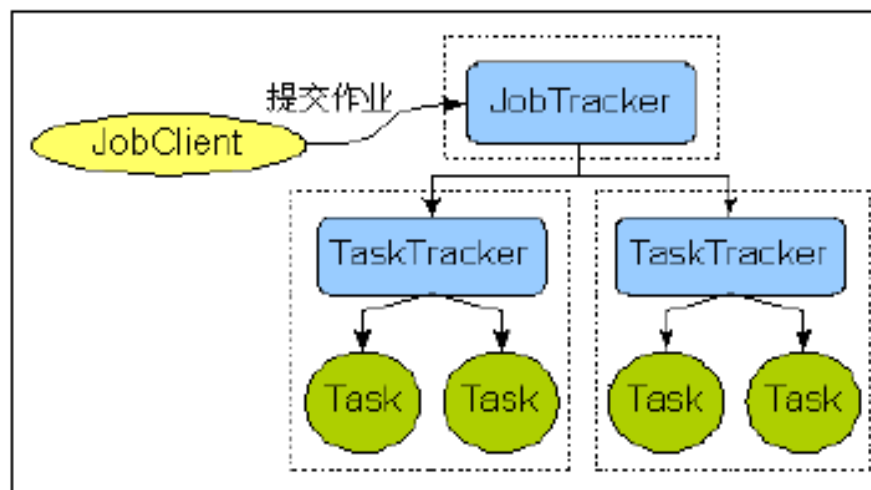 提交作业
JobTracker
JobClient
TaskTracker
TaskTracker
Task
Task
Task
Task